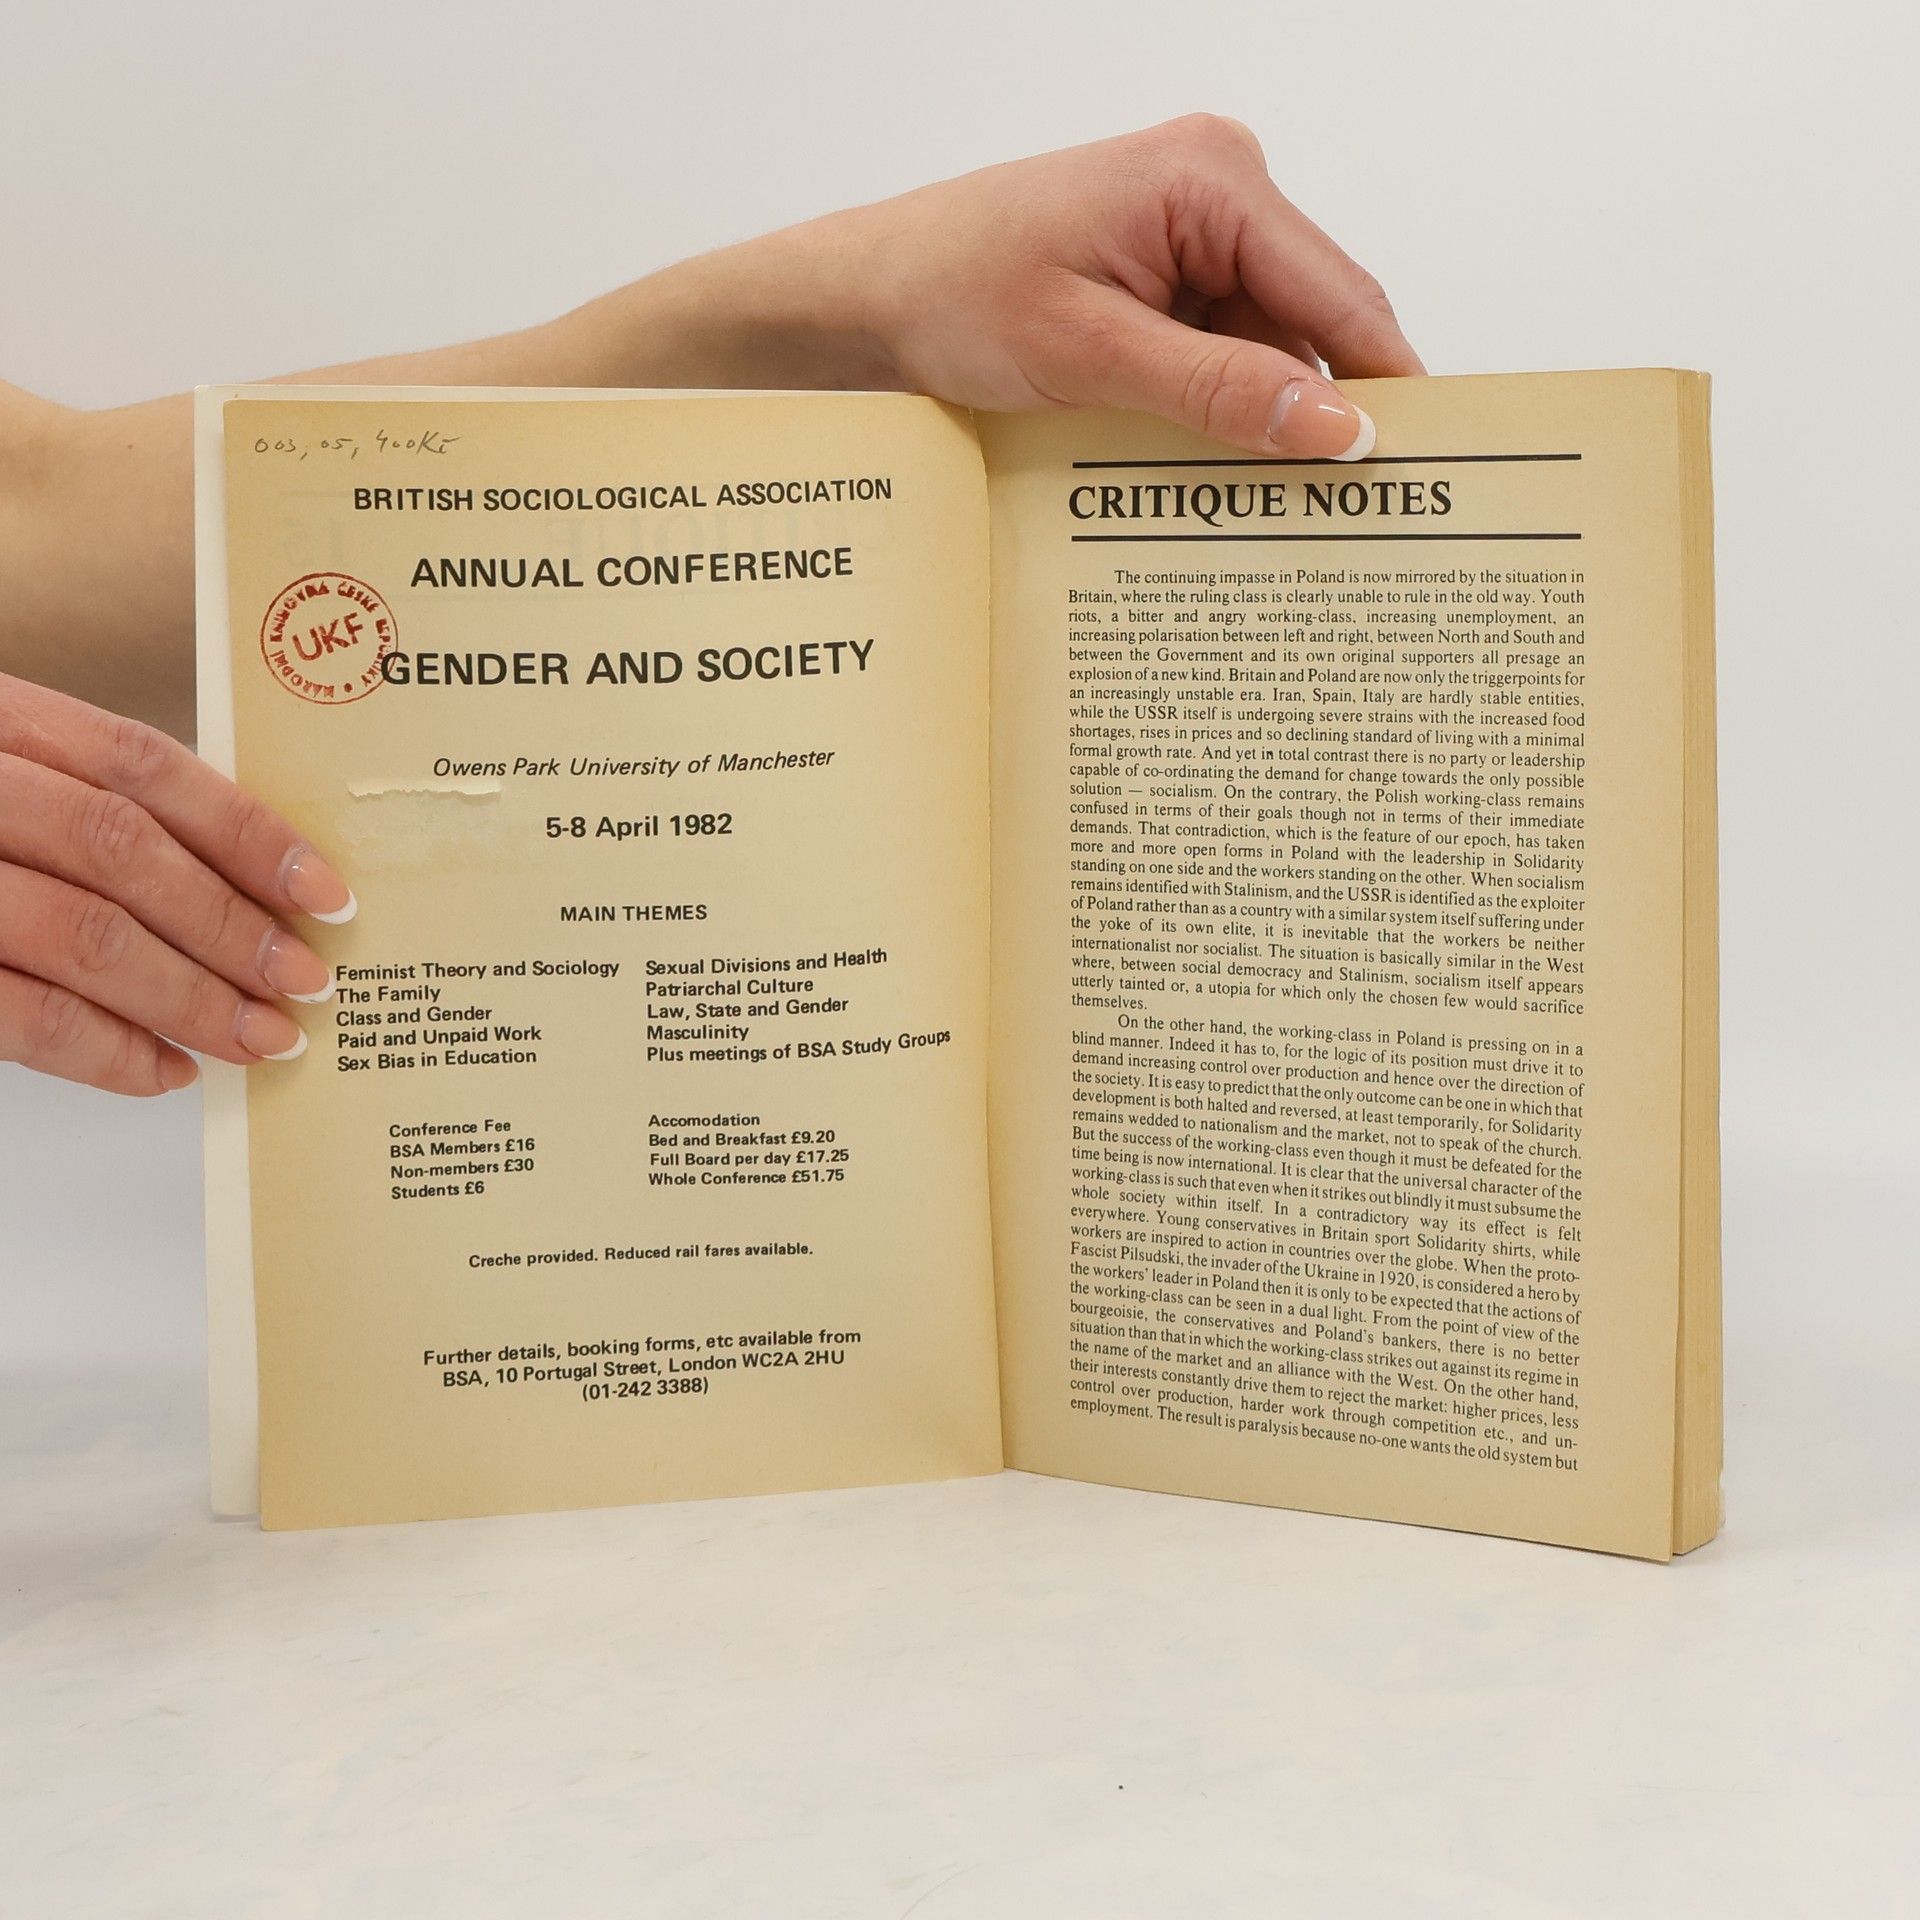 003, 05, 400Kč
BRITISH SOCIOLOGICAL ASSOCIATION
ANNUAL CONFERENCE
NÁRODNÍ KNIHOVNA ČESKÉ REPUBLIKY
UKF
GENDER AND SOCIETY
Owens Park University of Manchester
5-8 April 1982
MAIN THEMES
Feminist Theory and Sociology
The Family
Class and Gender
Paid and Unpaid Work
Sex Bias in Education
Sexual Divisions and Health
Patriarchal Culture
Law, State and Gender
Masculinity
Plus meetings of BSA Study Groups
Conference Fee
BSA Members £16
Non-members £30
Students £6
Accomodation
Bed and Breakfast £9.20
Full Board per day £17.25
Whole Conference £51.75
Creche provided. Reduced rail fares available.
Further details, booking forms, etc available from
BSA, 10 Portugal Street, London WC2A 2HU
(01-242 3388)
CRITIQUE NOTES
The continuing impasse in Poland is now mirrored by the situation in
Britain, where the ruling class is clearly unable to rule in the old way. Youth
riots, a bitter and angry working-class, increasing unemployment, an
increasing polarisation between left and right, between North and South and
between the Government and its own original supporters all presage an
explosion of a new kind. Britain and Poland are now only the triggerpoints for
an increasingly unstable era. Iran, Spain, Italy are hardly stable entities,
while the USSR itself is undergoing severe strains with the increased food
shortages, rises in prices and so declining standard of living with a minimal
formal growth rate. And yet in total contrast there is no party or leadership
capable of co-ordinating the demand for change towards the only possible
solution — socialism. On the contrary, the Polish working-class remains
confused in terms of their goals though not in terms of their immediate
demands. That contradiction, which is the feature of our epoch, has taken
more and more open forms in Poland with the leadership in Solidarity
standing on one side and the workers standing on the other. When socialism
remains identified with Stalinism, and the USSR is identified as the exploiter
of Poland rather than as a country with a similar system itself suffering under
the yoke of its own elite, it is inevitable that the workers be neither
internationalist nor socialist. The situation is basically similar in the West
where, between social democracy and Stalinism, socialism itself appears
utterly tainted or, a utopia for which only the chosen few would sacrifice
themselves.
On the other hand, the working-class in Poland is pressing on in a
blind manner. Indeed it has to, for the logic of its position must drive it to
demand increasing control over production and hence over the direction of
the society. It is easy to predict that the only outcome can be one in which that
development is both halted and reversed, at least temporarily, for Solidarity
remains wedded to nationalism and the market, not to speak of the church.
But the success of the working-class even though it must be defeated for the
time being is now international. It is clear that the universal character of the
working-class is such that even when it strikes out blindly it must subsume the
whole society within itself. In a contradictory way its effect is felt
everywhere. Young conservatives in Britain sport Solidarity shirts, while
workers are inspired to action in countries over the globe. When the proto-
Fascist Pilsudski, the invader of the Ukraine in 1920, is considered a hero by
the workers' leader in Poland then it is only to be expected that the actions of
the working-class can be seen in a dual light. From the point of view of the
bourgeoisie, the conservatives and Poland's bankers, there is no better
situation than that in which the working-class strikes out against its regime in
the name of the market and an alliance with the West. On the other hand,
their interests constantly drive them to reject the market: higher prices, less
control over production, harder work through competition etc., and un-
employment. The result is paralysis because no-one wants the old system but